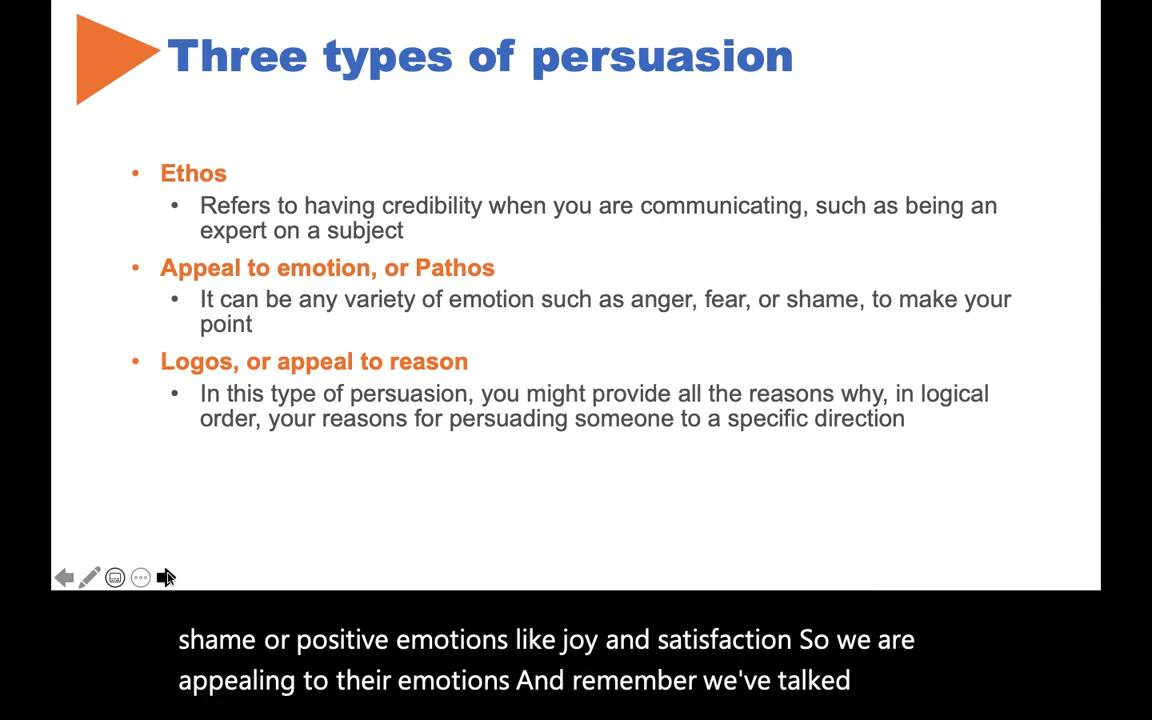 Three types of persuasion
• Ethos
• Refers to having credibility when you are communicating, such as being an
expert on a subject
• Appeal to emotion, or Pathos
• It can be any variety of emotion such as anger, fear, or shame, to make your
point
• Logos, or appeal to reason
• In this type of persuasion, you might provide all the reasons why, in logical
order, your reasons for persuading someone to a specific direction
shame or positive emotions like joy and satisfaction So we are
appealing to their emotions And remember we've talked